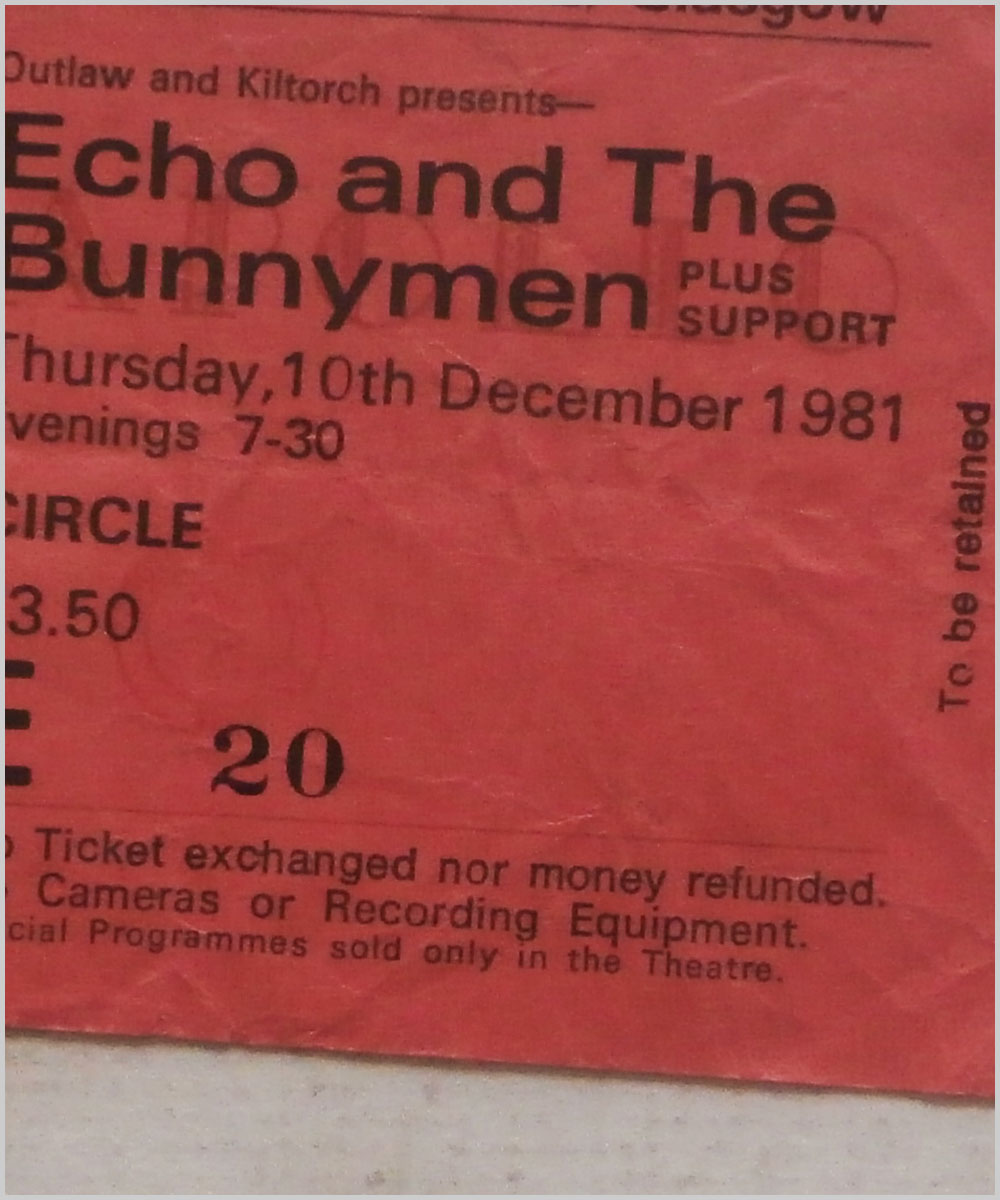 Glasgow
Outlaw and Kiltorch presents—
Echo and The
Bunnymen PLUS
SUPPORT
Thursday, 10th December 1981
venings 7-30
CIRCLE
3.50
E 20
Ticket exchanged nor money refunded.
Cameras or Recording Equipment.
cial Programmes sold only in the Theatre.
To be retained
APOLLO